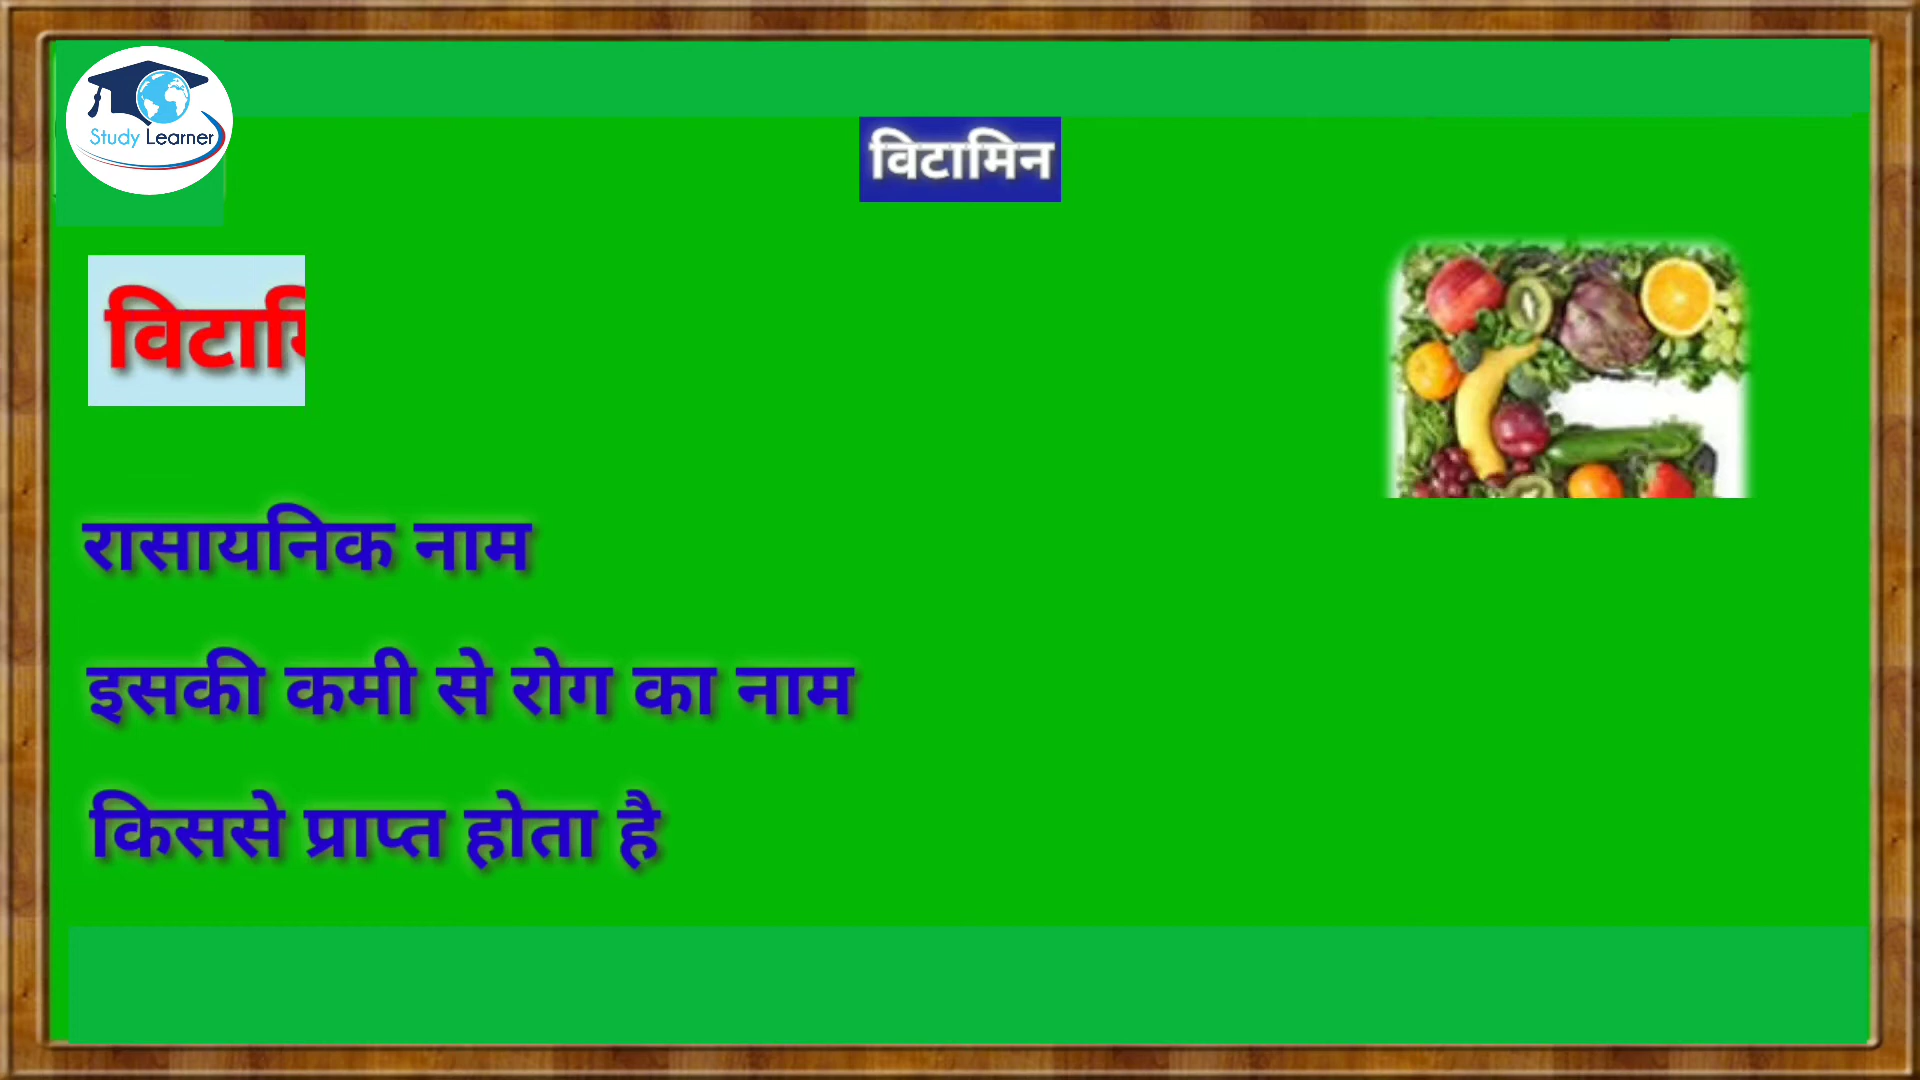 Study Learner
विटामिन
रासायनिक नाम
इसकी कमी से रोग का नाम
किससे प्राप्त होता है